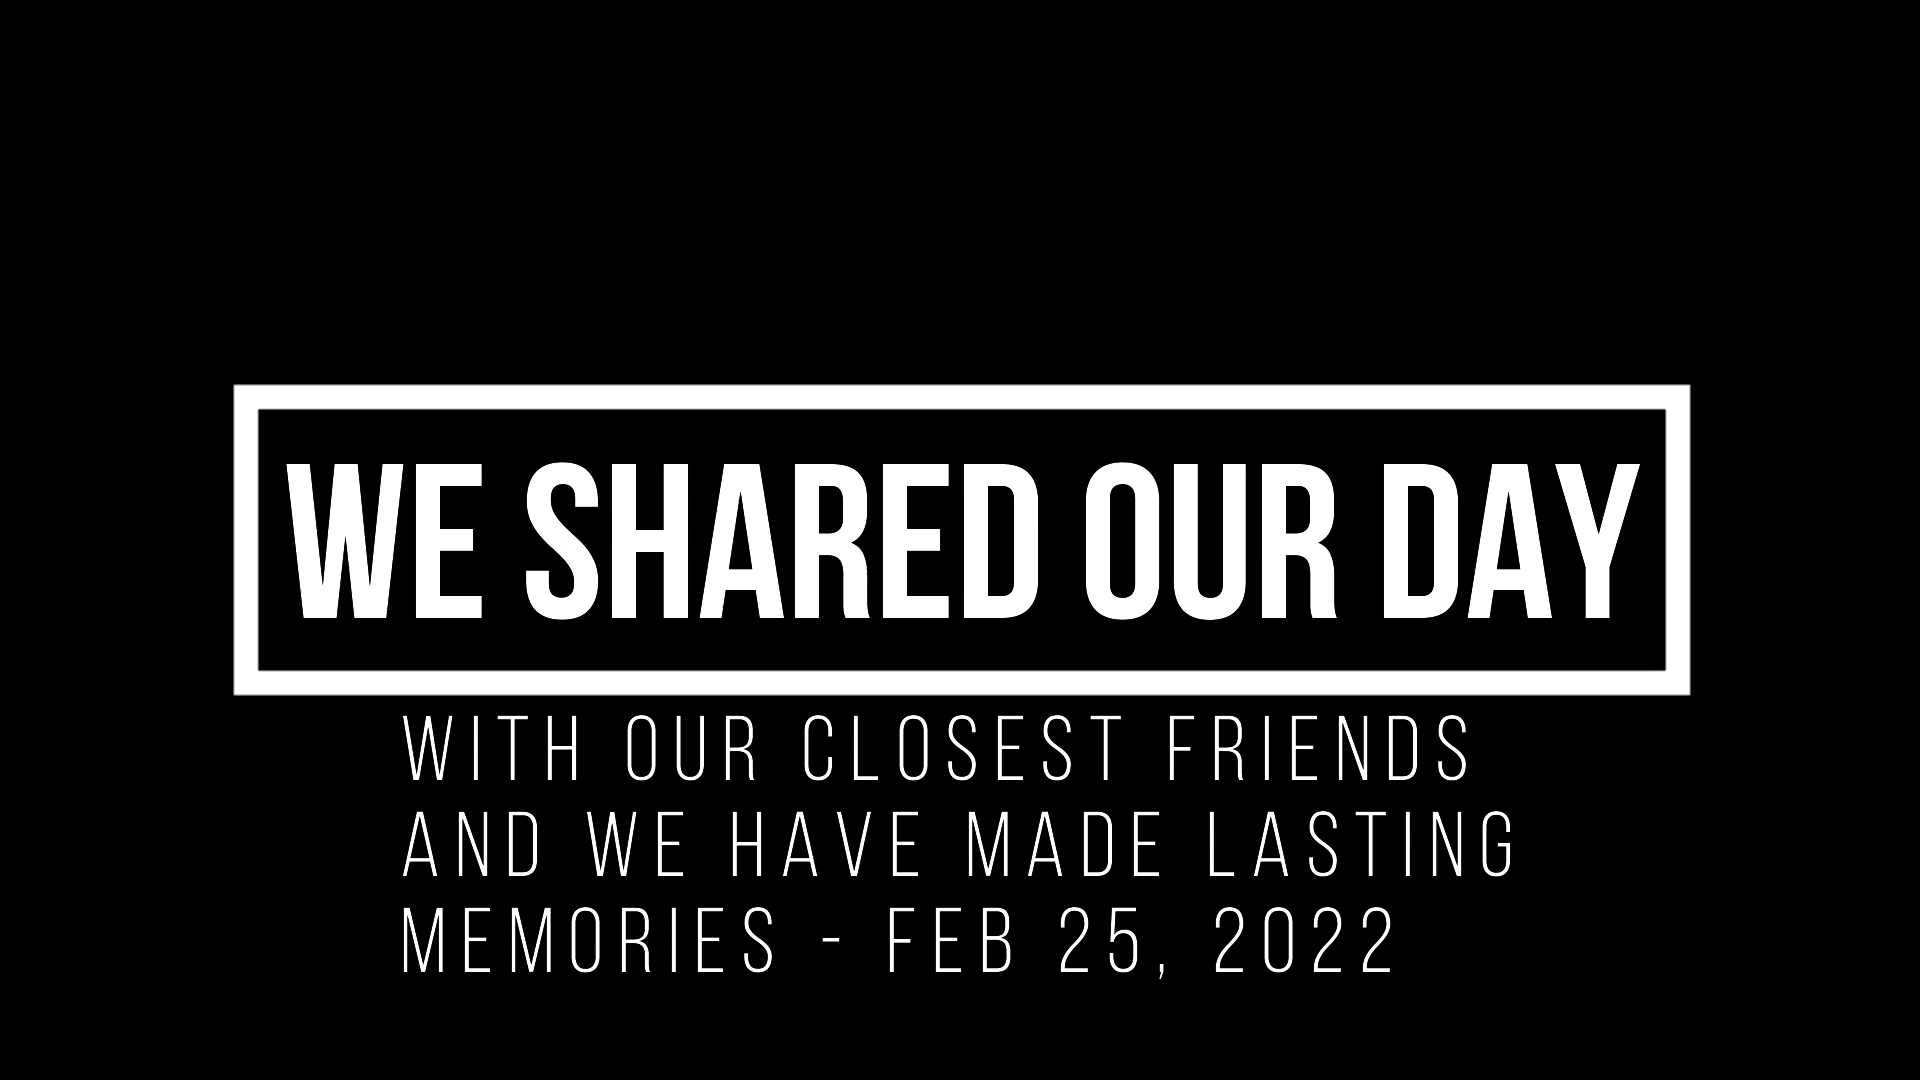 WE SHARED OUR DAY
WITH OUR CLOSEST FRIENDS
AND WE HAVE MADE LASTING
MEMORIES - FEB 25, 2022